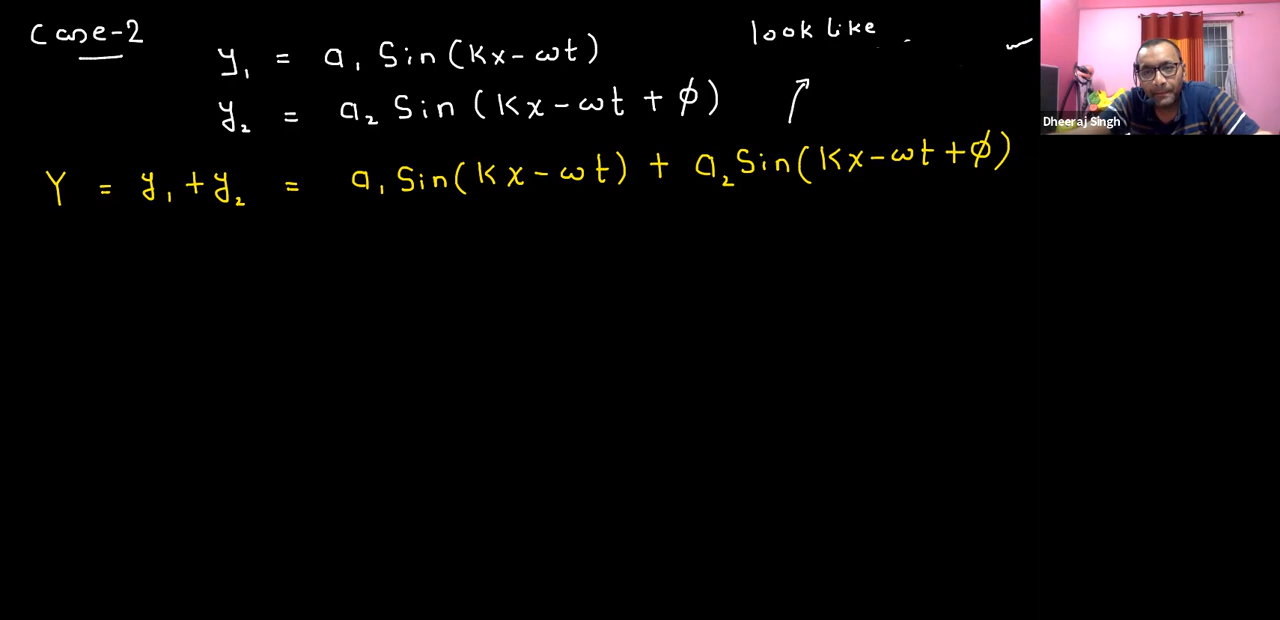 Case-2
look like
y₁ = a₁ Sin(Kx-ωt)
y₂ = a₂ Sin (Kx-ωt + ϕ)
Dheeraj Singh
Y = y₁ + y₂ = a₁ Sin(Kx-ωt) + a₂ Sin(Kx-ωt+ϕ)